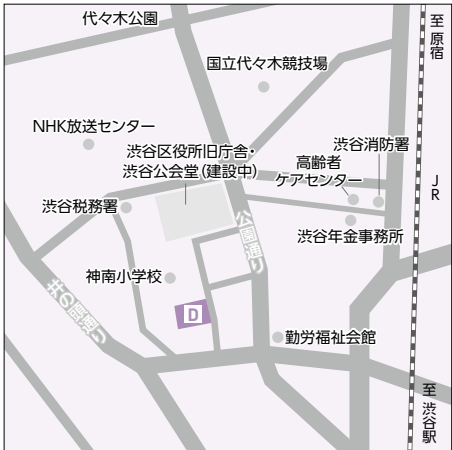 代々木公園
至 原宿
国立代々木競技場
NHK放送センター
渋谷区役所旧庁舎・
渋谷公会堂(建設中)
渋谷消防署
高齢者
ケアセンター
JR
渋谷税務署
公園通り
渋谷年金事務所
神南小学校
井の頭通り
D
勤労福祉会館
至 渋谷駅